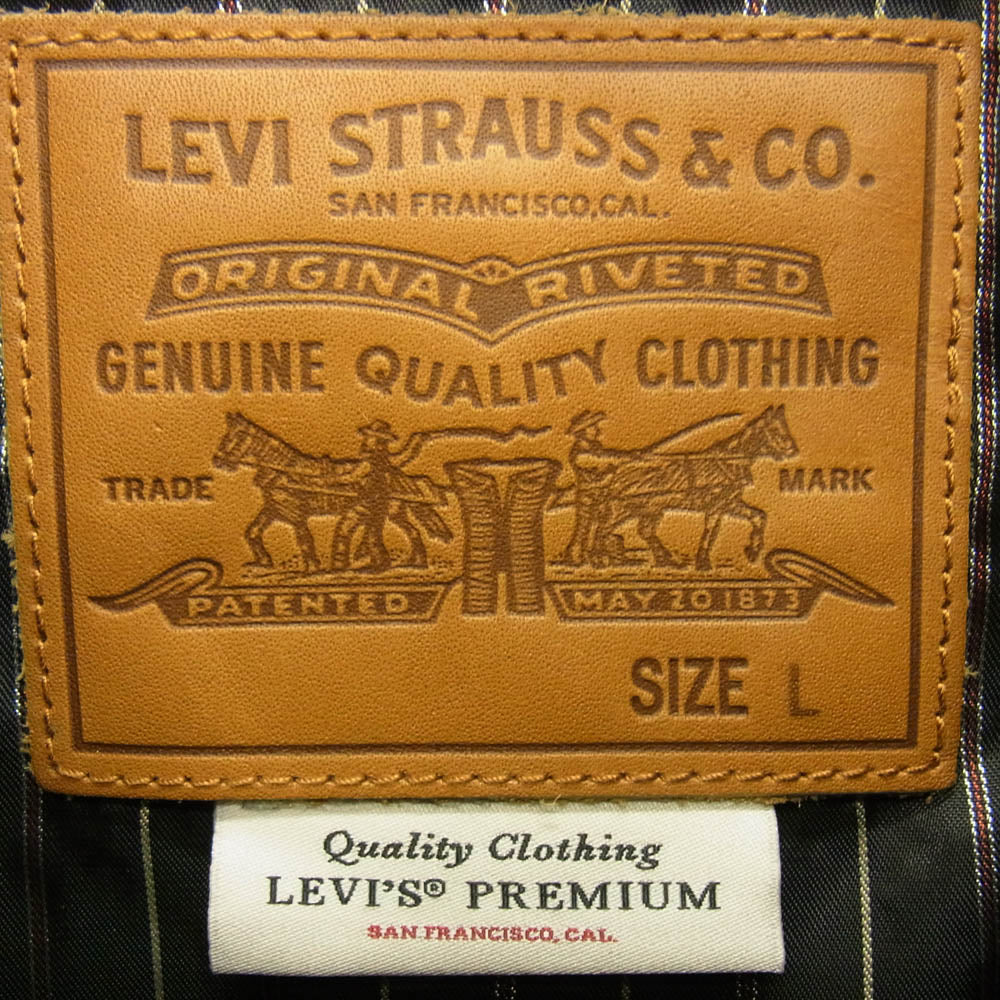 LEVI STRAUSS & CO.
SAN FRANCISCO, CAL.
ORIGINAL RIVETED
GENUINE QUALITY CLOTHING
TRADE MARK
PATENTED MAY 20 1873
SIZE L
Quality Clothing
LEVI'S® PREMIUM
SAN FRANCISCO, CAL.